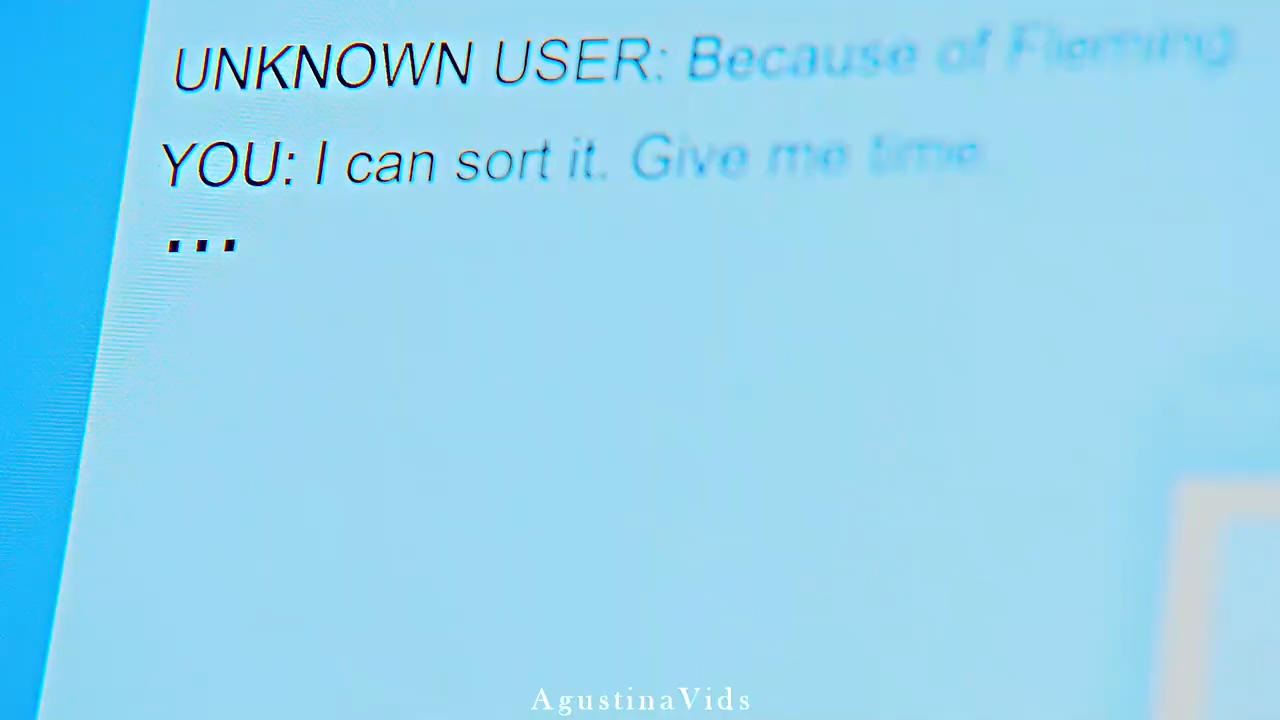 UNKNOWN USER: Because of Fleming
YOU: I can sort it. Give me time.
...
AgustinaVids